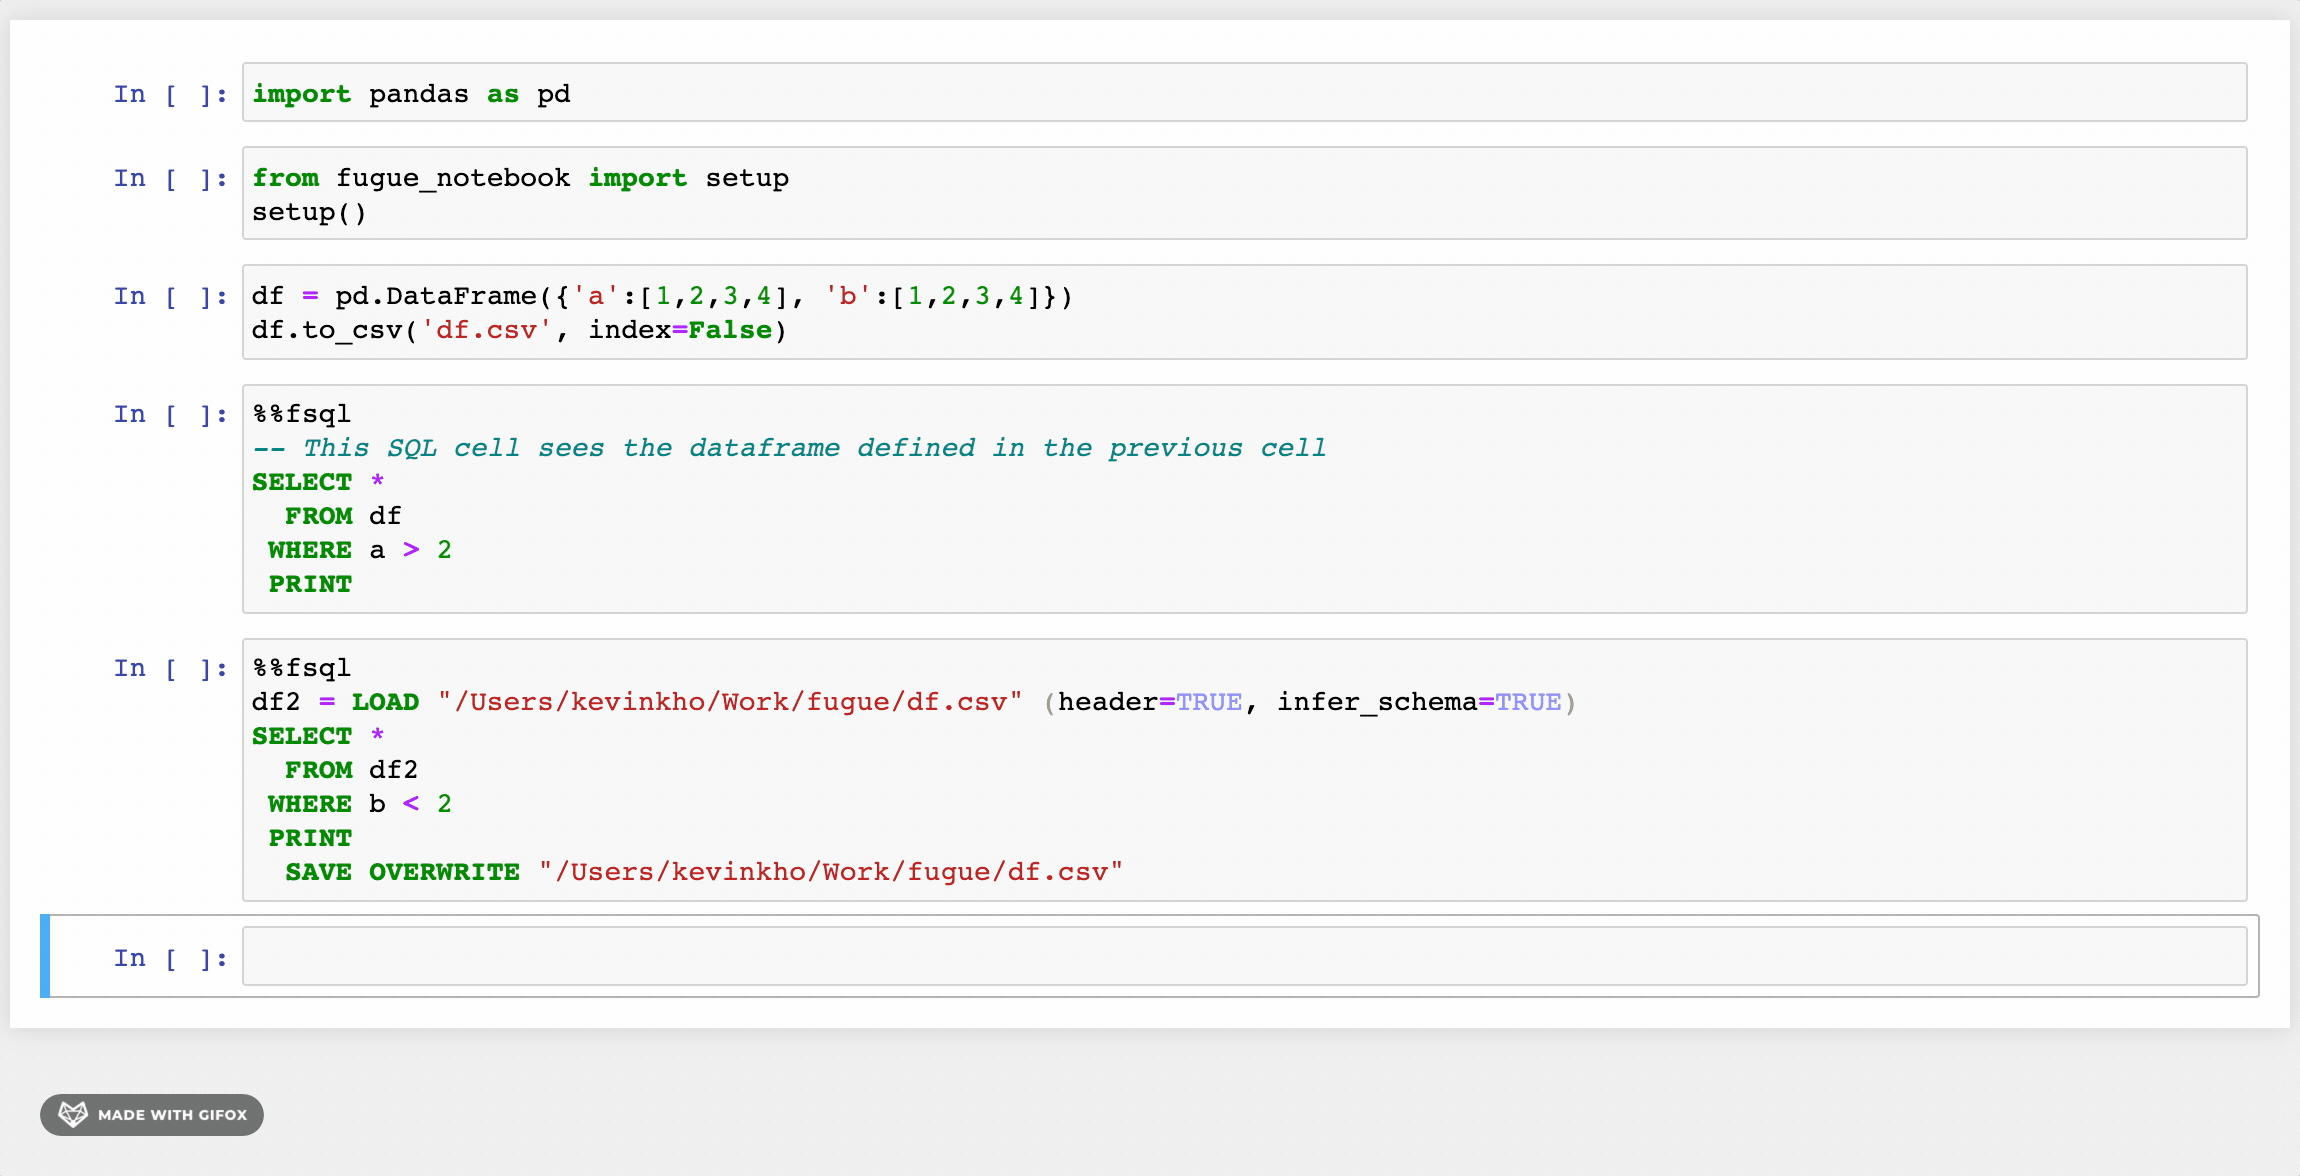 In [ ]: import pandas as pd
In [ ]: from fugue_notebook import setup
setup()
In [ ]: df = pd.DataFrame({'a':[1,2,3,4], 'b':[1,2,3,4]})
df.to_csv('df.csv', index=False)
In [ ]: %%fsql
-- This SQL cell sees the dataframe defined in the previous cell
SELECT *
  FROM df
 WHERE a > 2
 PRINT
In [ ]: %%fsql
df2 = LOAD "/Users/kevinkho/Work/fugue/df.csv" (header=TRUE, infer_schema=TRUE)
SELECT *
  FROM df2
 WHERE b < 2
 PRINT
  SAVE OVERWRITE "/Users/kevinkho/Work/fugue/df.csv"
In [ ]:
MADE WITH GIFOX